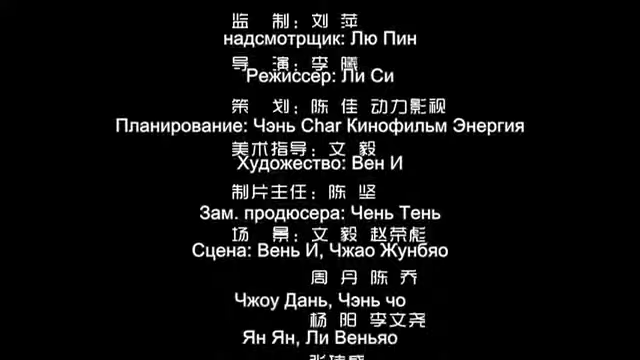 监 制: 刘 萍
надсмотрщик: Лю Пин
导 演: 李 曦
Режиссер: Ли Си
策 划: 陈 佳 动力影视
Планирование: Чэнь Char Кинофильм Энергия
美术指导: 文 毅
Художество: Вен И
制片主任: 陈 坚
Зам. продюсера: Чень Тень
场 景: 文 毅 赵荣彪
Сцена: Вень И, Чжао Жунбяо
周 丹 陈 乔
Чжоу Дань, Чэнь чо
杨 阳 李文尧
Ян Ян, Ли Веньяо